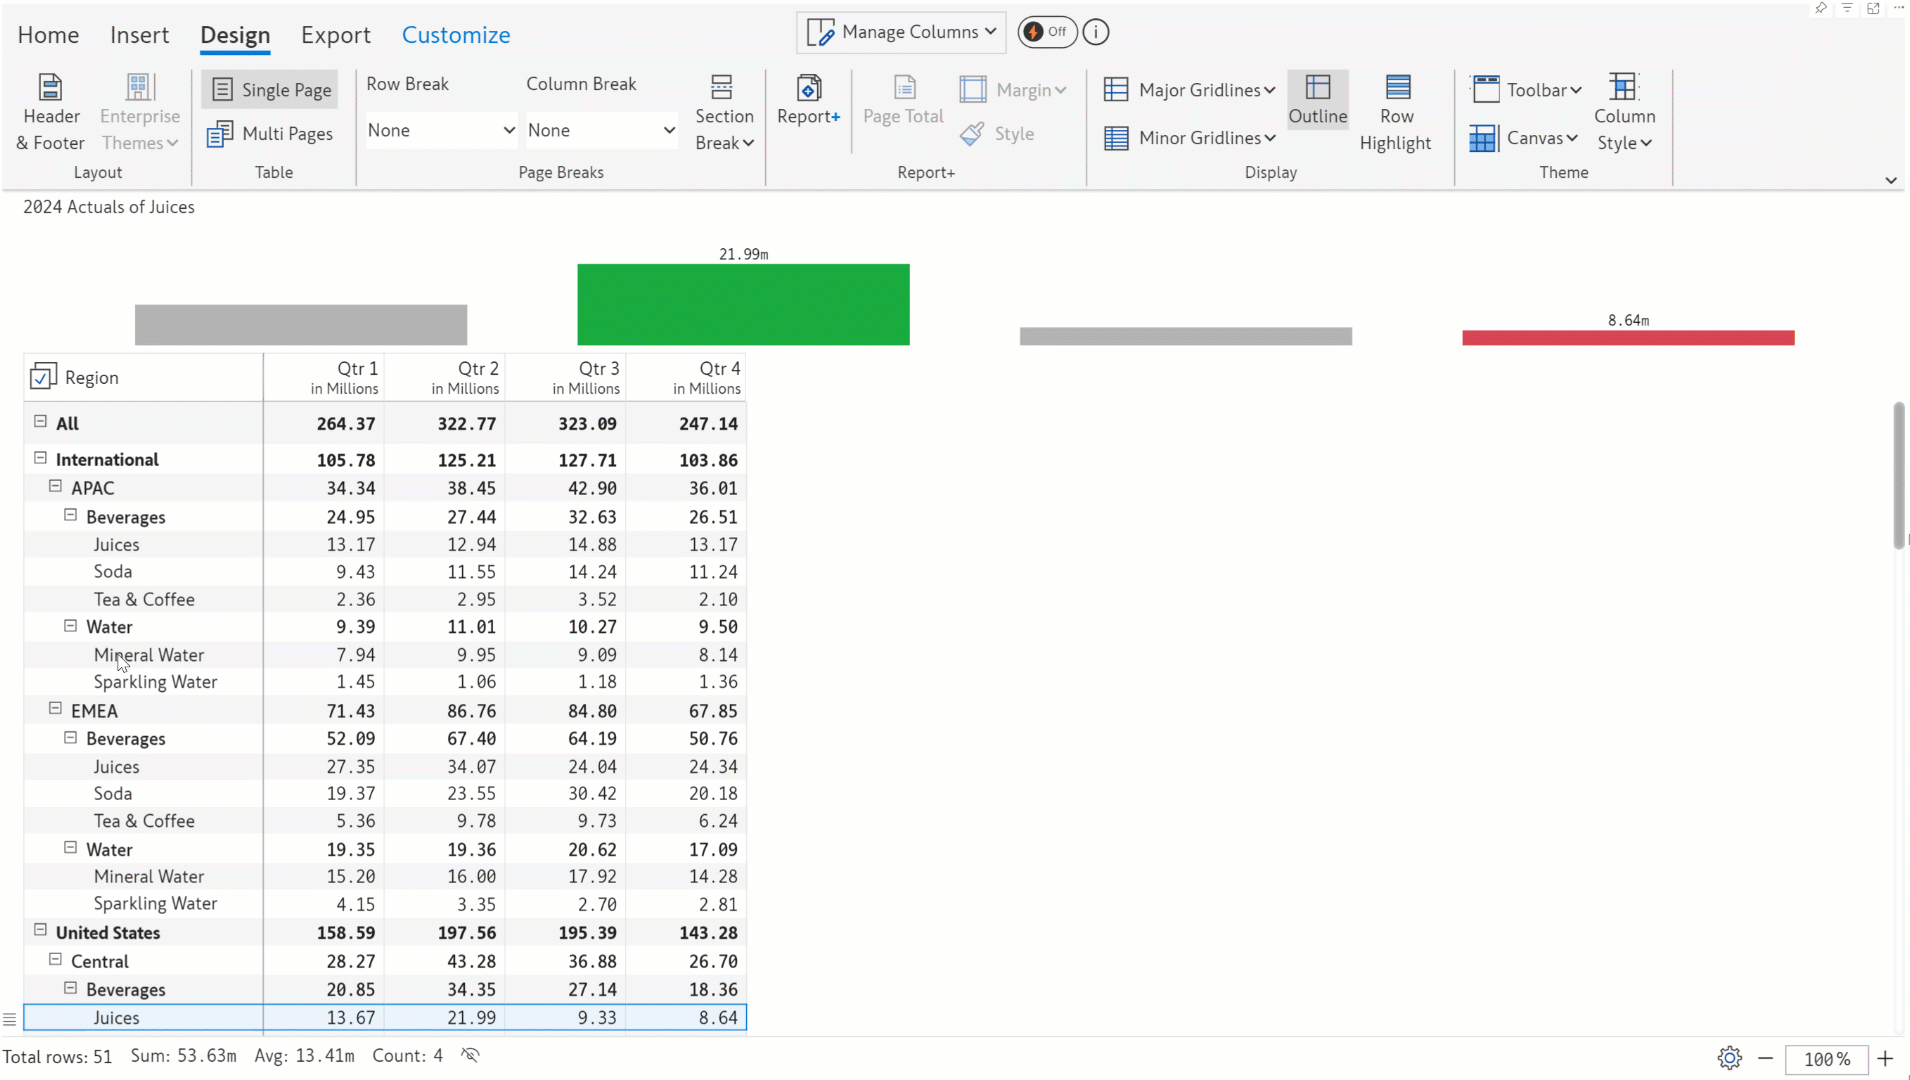 Home Insert Design Export Customize Manage Columns Off i
Header & Footer Enterprise Themes Single Page Multi Pages Row Break None Column Break None Section Break Report+ Page Total Margin Style Major Gridlines Minor Gridlines Outline Row Highlight Toolbar Canvas Column Style
Layout Table Page Breaks Report+ Display Theme
2024 Actuals of Juices
21.99m
8.64m
Region Qtr 1 in Millions Qtr 2 in Millions Qtr 3 in Millions Qtr 4 in Millions
All 264.37 322.77 323.09 247.14
International 105.78 125.21 127.71 103.86
APAC 34.34 38.45 42.90 36.01
Beverages 24.95 27.44 32.63 26.51
Juices 13.17 12.94 14.88 13.17
Soda 9.43 11.55 14.24 11.24
Tea & Coffee 2.36 2.95 3.52 2.10
Water 9.39 11.01 10.27 9.50
Mineral Water 7.94 9.95 9.09 8.14
Sparkling Water 1.45 1.06 1.18 1.36
EMEA 71.43 86.76 84.80 67.85
Beverages 52.09 67.40 64.19 50.76
Juices 27.35 34.07 24.04 24.34
Soda 19.37 23.55 30.42 20.18
Tea & Coffee 5.36 9.78 9.73 6.24
Water 19.35 19.36 20.62 17.09
Mineral Water 15.20 16.00 17.92 14.28
Sparkling Water 4.15 3.35 2.70 2.81
United States 158.59 197.56 195.39 143.28
Central 28.27 43.28 36.88 26.70
Beverages 20.85 34.35 27.14 18.36
Juices 13.67 21.99 9.33 8.64
Total rows: 51 Sum: 53.63m Avg: 13.41m Count: 4 100%